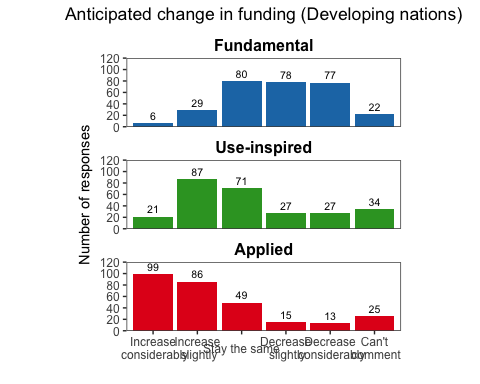 Anticipated change in funding (Developing nations)
Fundamental
120
100
80
60
40
20
0
6
29
80
78
77
22
Use-inspired
120
100
80
60
40
20
0
21
87
71
27
27
34
Applied
120
100
80
60
40
20
0
99
86
49
15
13
25
Number of responses
Increase
considerably
Increase
slightly
Stay the same
Decrease
slightly
Decrease
considerably
Can't
comment